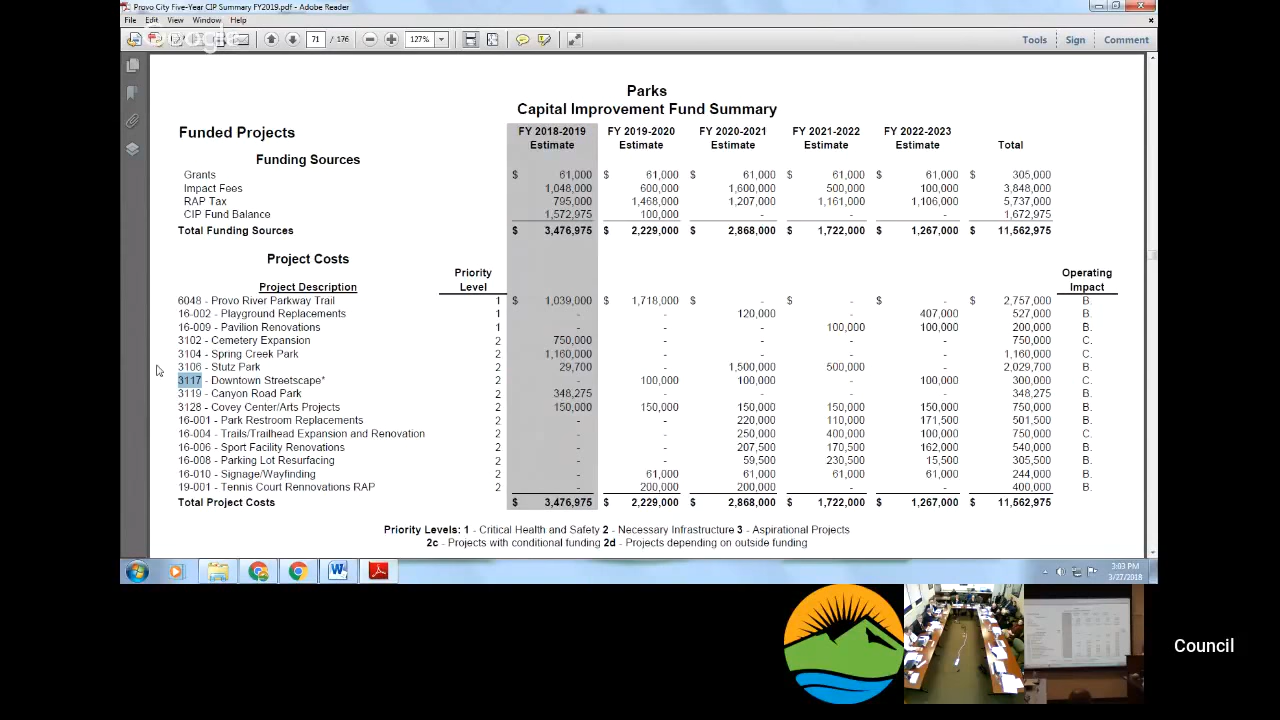 Provo City Five-Year CIP Summary FY2019.pdf - Adobe Reader
File Edit View Window Help
Google
71 / 176 127% Tools Sign Comment
Parks
Capital Improvement Fund Summary
Funded Projects FY 2018-2019 FY 2019-2020 FY 2020-2021 FY 2021-2022 FY 2022-2023
Estimate Estimate Estimate Estimate Estimate Total
Funding Sources
Grants $ 61,000 $ 61,000 $ 61,000 $ 61,000 $ 61,000 $ 305,000
Impact Fees 1,048,000 600,000 1,600,000 500,000 100,000 3,848,000
RAP Tax 795,000 1,468,000 1,207,000 1,161,000 1,106,000 5,737,000
CIP Fund Balance 1,572,975 100,000 - - - 1,672,975
Total Funding Sources $ 3,476,975 $ 2,229,000 $ 2,868,000 $ 1,722,000 $ 1,267,000 $ 11,562,975
Project Costs
Priority Operating
Project Description Level Impact
6048 - Provo River Parkway Trail 1 $ 1,039,000 $ 1,718,000 $ - $ - $ - $ 2,757,000 B.
16-002 - Playground Replacements 1 - - 120,000 - 407,000 527,000 B.
16-009 - Pavilion Renovations 1 - - - 100,000 100,000 200,000 B.
3102 - Cemetery Expansion 2 750,000 - - - - 750,000 C.
3104 - Spring Creek Park 2 1,160,000 - - - - 1,160,000 C.
3106 - Stutz Park 2 29,700 - 1,500,000 500,000 - 2,029,700 B.
3117 - Downtown Streetscape* 2 - 100,000 100,000 - 100,000 300,000 C.
3119 - Canyon Road Park 2 348,275 - - - - 348,275 B.
3128 - Covey Center/Arts Projects 2 150,000 150,000 150,000 150,000 150,000 750,000 B.
16-001 - Park Restroom Replacements 2 - - 220,000 110,000 171,500 501,500 B.
16-004 - Trails/Trailhead Expansion and Renovation 2 - - 250,000 400,000 100,000 750,000 C.
16-006 - Sport Facility Renovations 2 - - 207,500 170,500 162,000 540,000 B.
16-008 - Parking Lot Resurfacing 2 - - 59,500 230,500 15,500 305,500 B.
16-010 - Signage/Wayfinding 2 - 61,000 61,000 61,000 61,000 244,000 B.
19-001 - Tennis Court Rennovations RAP 2 - 200,000 200,000 - - 400,000 B.
Total Project Costs $ 3,476,975 $ 2,229,000 $ 2,868,000 $ 1,722,000 $ 1,267,000 $ 11,562,975
Priority Levels: 1 - Critical Health and Safety 2 - Necessary Infrastructure 3 - Aspirational Projects
2c - Projects with conditional funding 2d - Projects depending on outside funding
3:03 PM
3/27/2018
Council